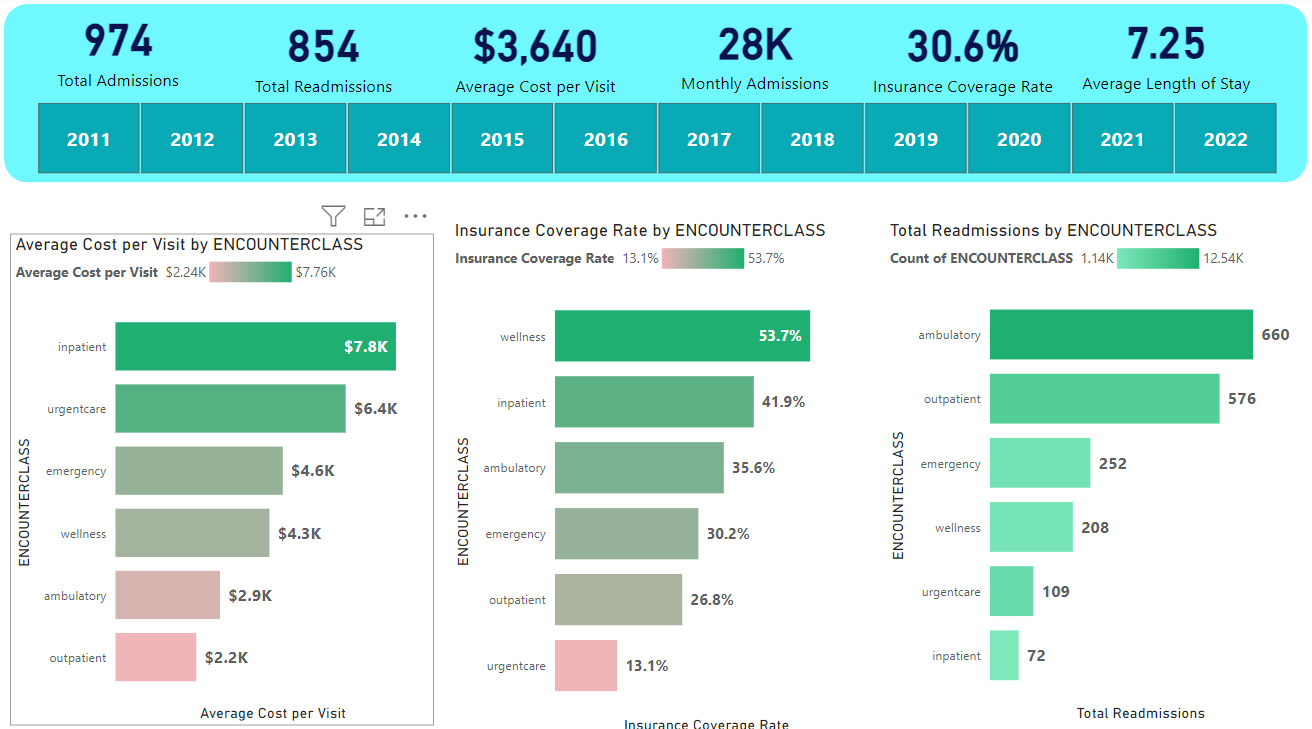 974
Total Admissions
854
Total Readmissions
$3,640
Average Cost per Visit
28K
Monthly Admissions
30.6%
Insurance Coverage Rate
7.25
Average Length of Stay
2011 2012 2013 2014 2015 2016 2017 2018 2019 2020 2021 2022
Average Cost per Visit by ENCOUNTERCLASS
Average Cost per Visit $2.24K $7.76K
ENCOUNTERCLASS
inpatient $7.8K
urgentcare $6.4K
emergency $4.6K
wellness $4.3K
ambulatory $2.9K
outpatient $2.2K
Average Cost per Visit
Insurance Coverage Rate by ENCOUNTERCLASS
Insurance Coverage Rate 13.1% 53.7%
ENCOUNTERCLASS
wellness 53.7%
inpatient 41.9%
ambulatory 35.6%
emergency 30.2%
outpatient 26.8%
urgentcare 13.1%
Insurance Coverage Rate
Total Readmissions by ENCOUNTERCLASS
Count of ENCOUNTERCLASS 1.14K 12.54K
ENCOUNTERCLASS
ambulatory 660
outpatient 576
emergency 252
wellness 208
urgentcare 109
inpatient 72
Total Readmissions